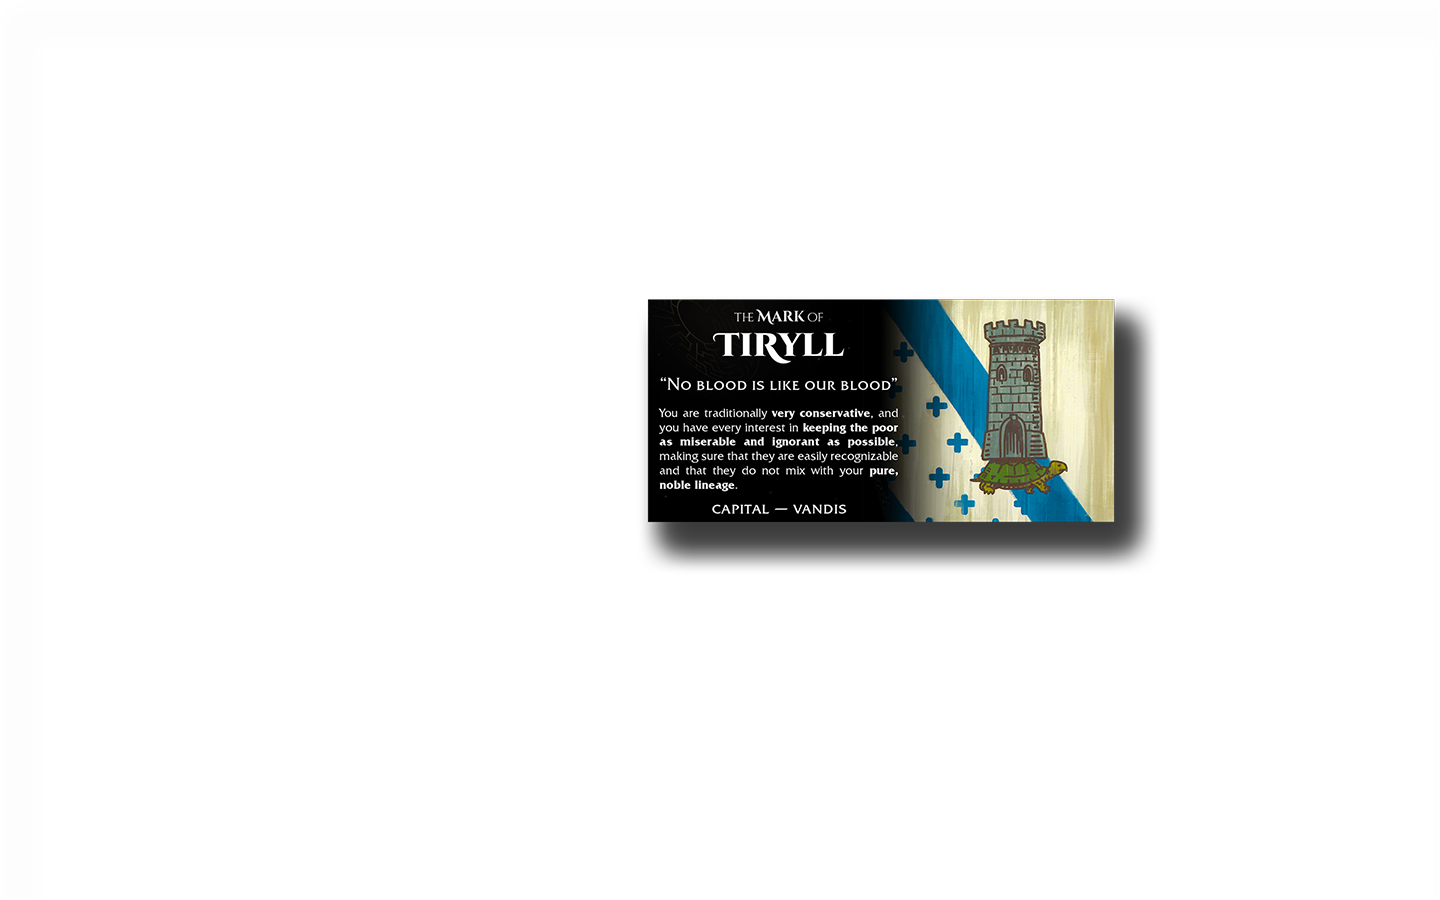 THE MARK OF
TIRYLL
“No blood is like our blood”
You are traditionally very conservative, and
you have every interest in keeping the poor
as miserable and ignorant as possible,
making sure that they are easily recognizable
and that they do not mix with your pure,
noble lineage.
CAPITAL — VANDIS